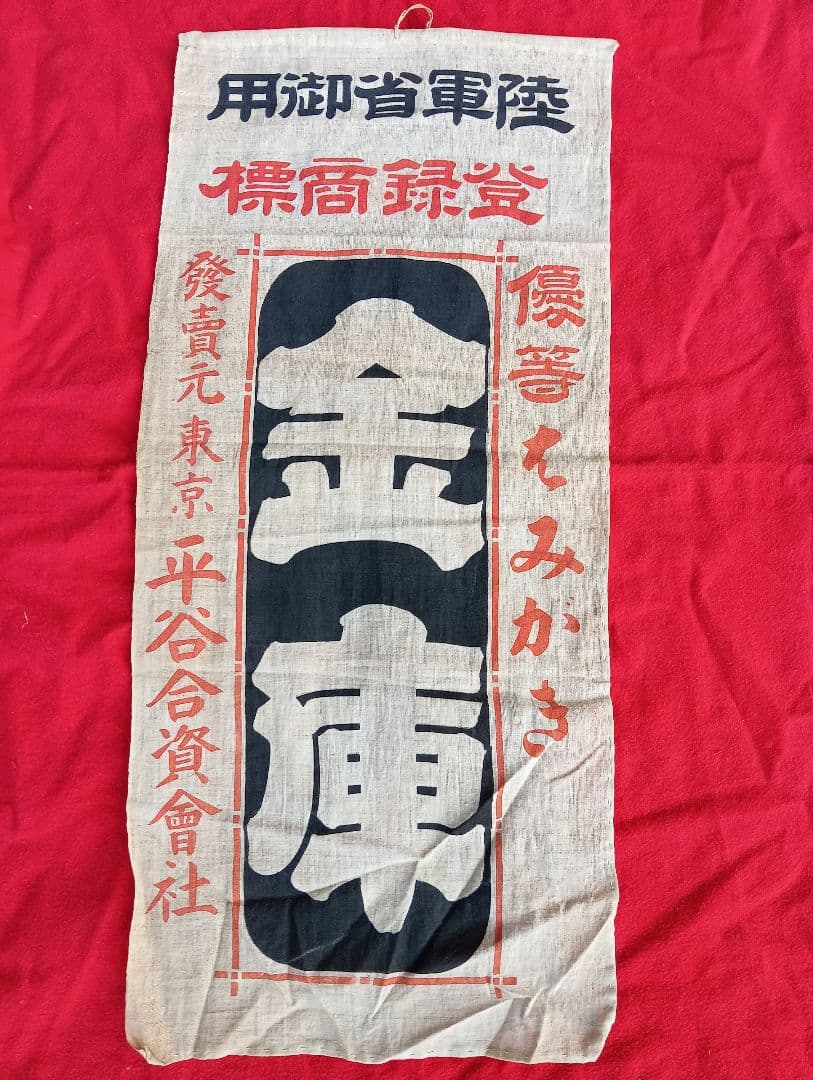 陸軍省御用
登録商標
優等はみがき
金庫
發賣元東京平谷合資會社